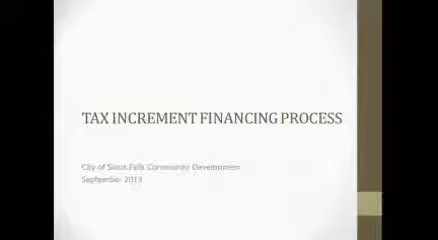 TAX INCREMENT FINANCING PROCESS
City of Sioux Falls Community Development
September 2013